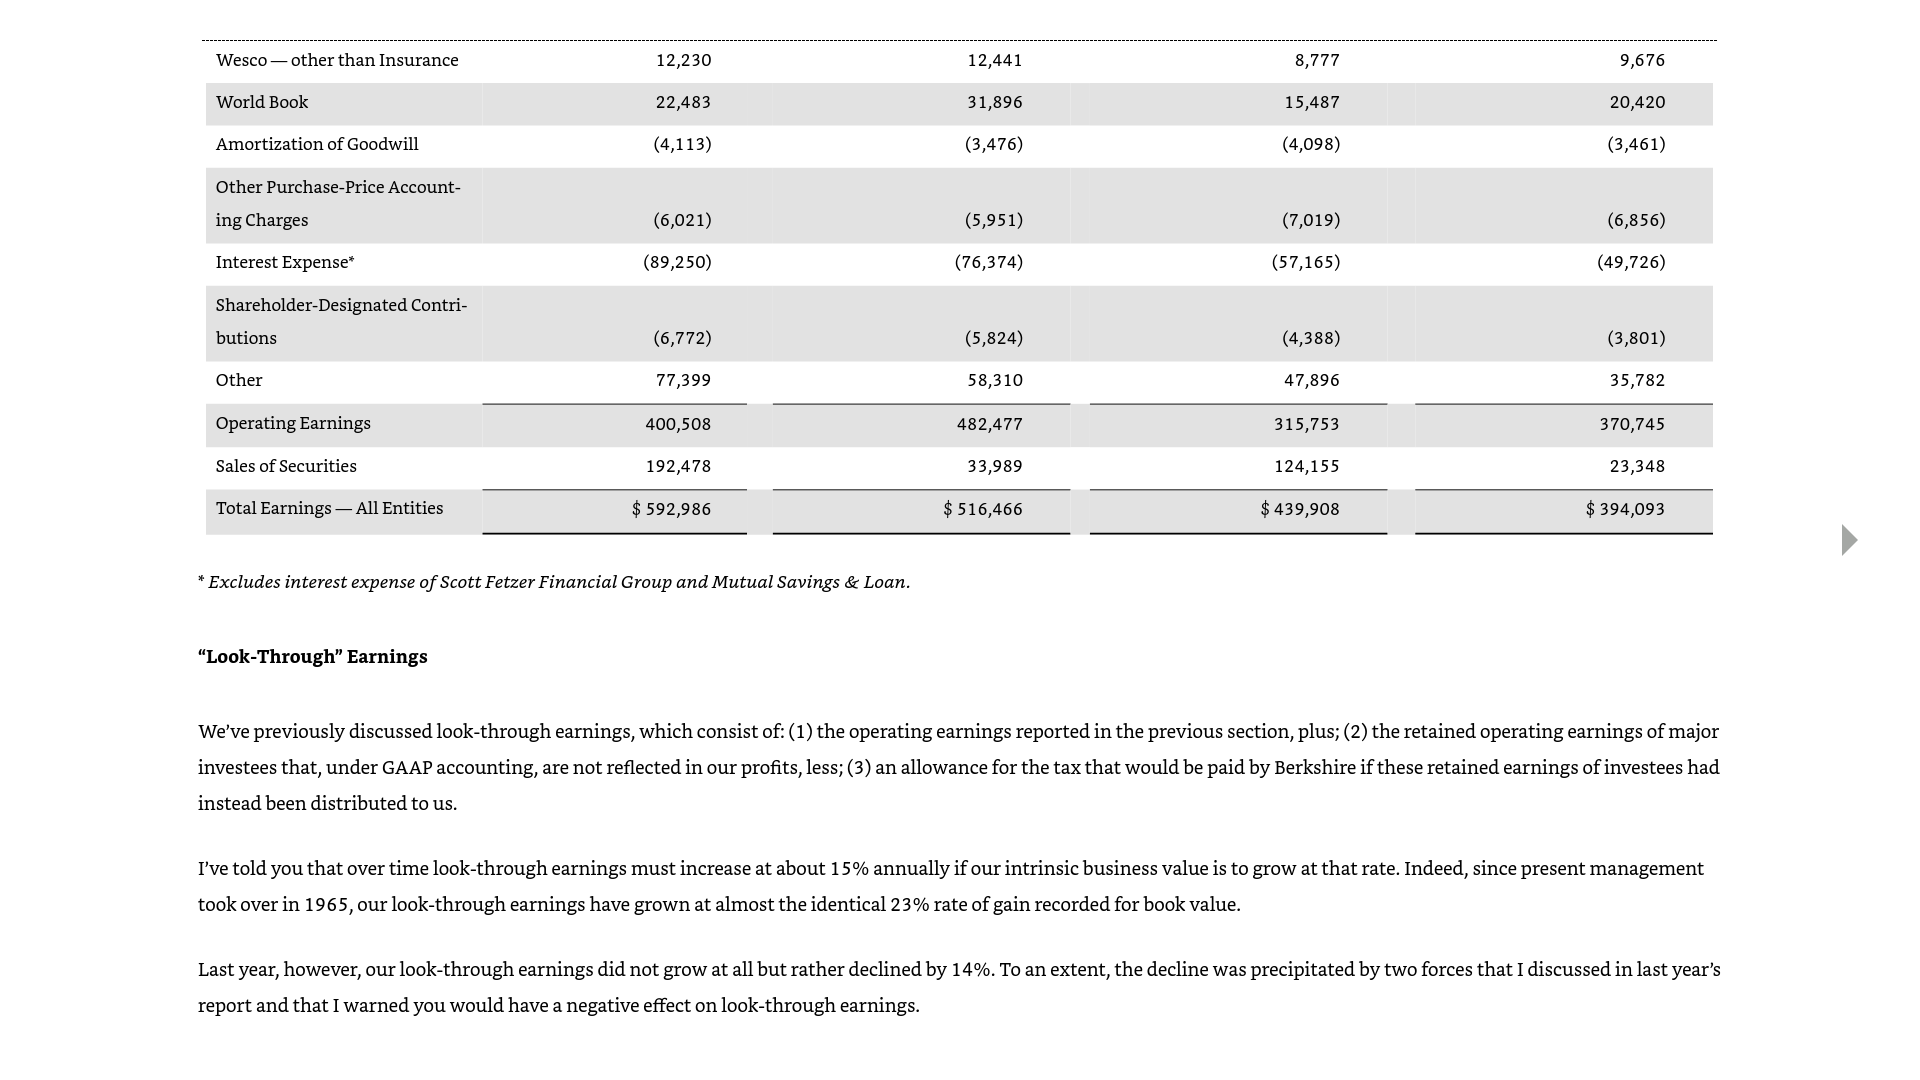 Wesco — other than Insurance 12,230 12,441 8,777 9,676
World Book 22,483 31,896 15,487 20,420
Amortization of Goodwill (4,113) (3,476) (4,098) (3,461)
Other Purchase-Price Account-
ing Charges (6,021) (5,951) (7,019) (6,856)
Interest Expense* (89,250) (76,374) (57,165) (49,726)
Shareholder-Designated Contri-
butions (6,772) (5,824) (4,388) (3,801)
Other 77,399 58,310 47,896 35,782
Operating Earnings 400,508 482,477 315,753 370,745
Sales of Securities 192,478 33,989 124,155 23,348
Total Earnings — All Entities $ 592,986 $ 516,466 $ 439,908 $ 394,093
* Excludes interest expense of Scott Fetzer Financial Group and Mutual Savings & Loan.
“Look-Through” Earnings
We’ve previously discussed look-through earnings, which consist of: (1) the operating earnings reported in the previous section, plus; (2) the retained operating earnings of major
investees that, under GAAP accounting, are not reflected in our profits, less; (3) an allowance for the tax that would be paid by Berkshire if these retained earnings of investees had
instead been distributed to us.
I’ve told you that over time look-through earnings must increase at about 15% annually if our intrinsic business value is to grow at that rate. Indeed, since present management
took over in 1965, our look-through earnings have grown at almost the identical 23% rate of gain recorded for book value.
Last year, however, our look-through earnings did not grow at all but rather declined by 14%. To an extent, the decline was precipitated by two forces that I discussed in last year’s
report and that I warned you would have a negative effect on look-through earnings.